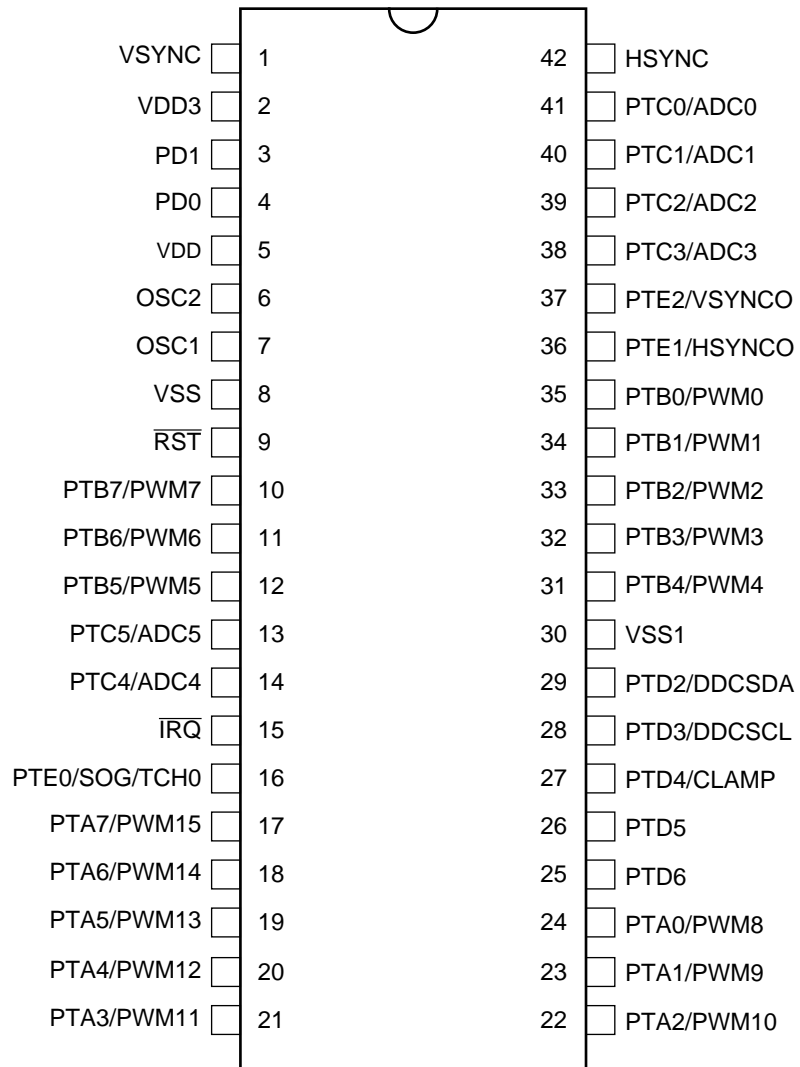 VSYNC 1 42 HSYNC
VDD3 2 41 PTC0/ADC0
PD1 3 40 PTC1/ADC1
PD0 4 39 PTC2/ADC2
VDD 5 38 PTC3/ADC3
OSC2 6 37 PTE2/VSYNCO
OSC1 7 36 PTE1/HSYNCO
VSS 8 35 PTB0/PWM0
R̅S̅T̅ 9 34 PTB1/PWM1
PTB7/PWM7 10 33 PTB2/PWM2
PTB6/PWM6 11 32 PTB3/PWM3
PTB5/PWM5 12 31 PTB4/PWM4
PTC5/ADC5 13 30 VSS1
PTC4/ADC4 14 29 PTD2/DDCSDA
I̅R̅Q̅ 15 28 PTD3/DDCSCL
PTE0/SOG/TCH0 16 27 PTD4/CLAMP
PTA7/PWM15 17 26 PTD5
PTA6/PWM14 18 25 PTD6
PTA5/PWM13 19 24 PTA0/PWM8
PTA4/PWM12 20 23 PTA1/PWM9
PTA3/PWM11 21 22 PTA2/PWM10